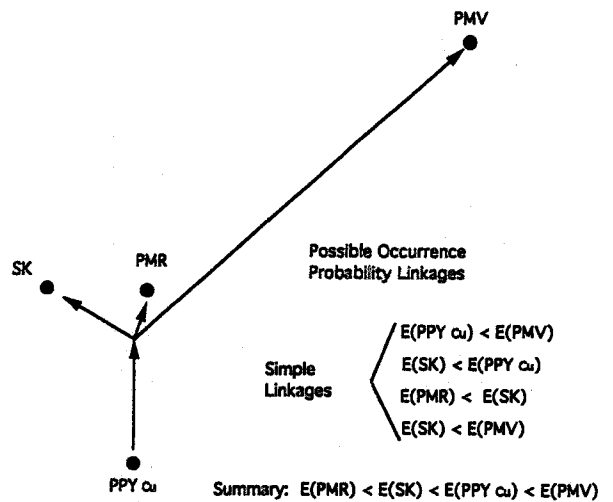 PMV
SK
PMR
Possible Occurrence
Probability Linkages
Simple
Linkages
E(PPY Cu) < E(PMV)
E(SK) < E(PPY Cu)
E(PMR) < E(SK)
E(SK) < E(PMV)
PPY Cu
Summary: E(PMR) < E(SK) < E(PPY Cu) < E(PMV)